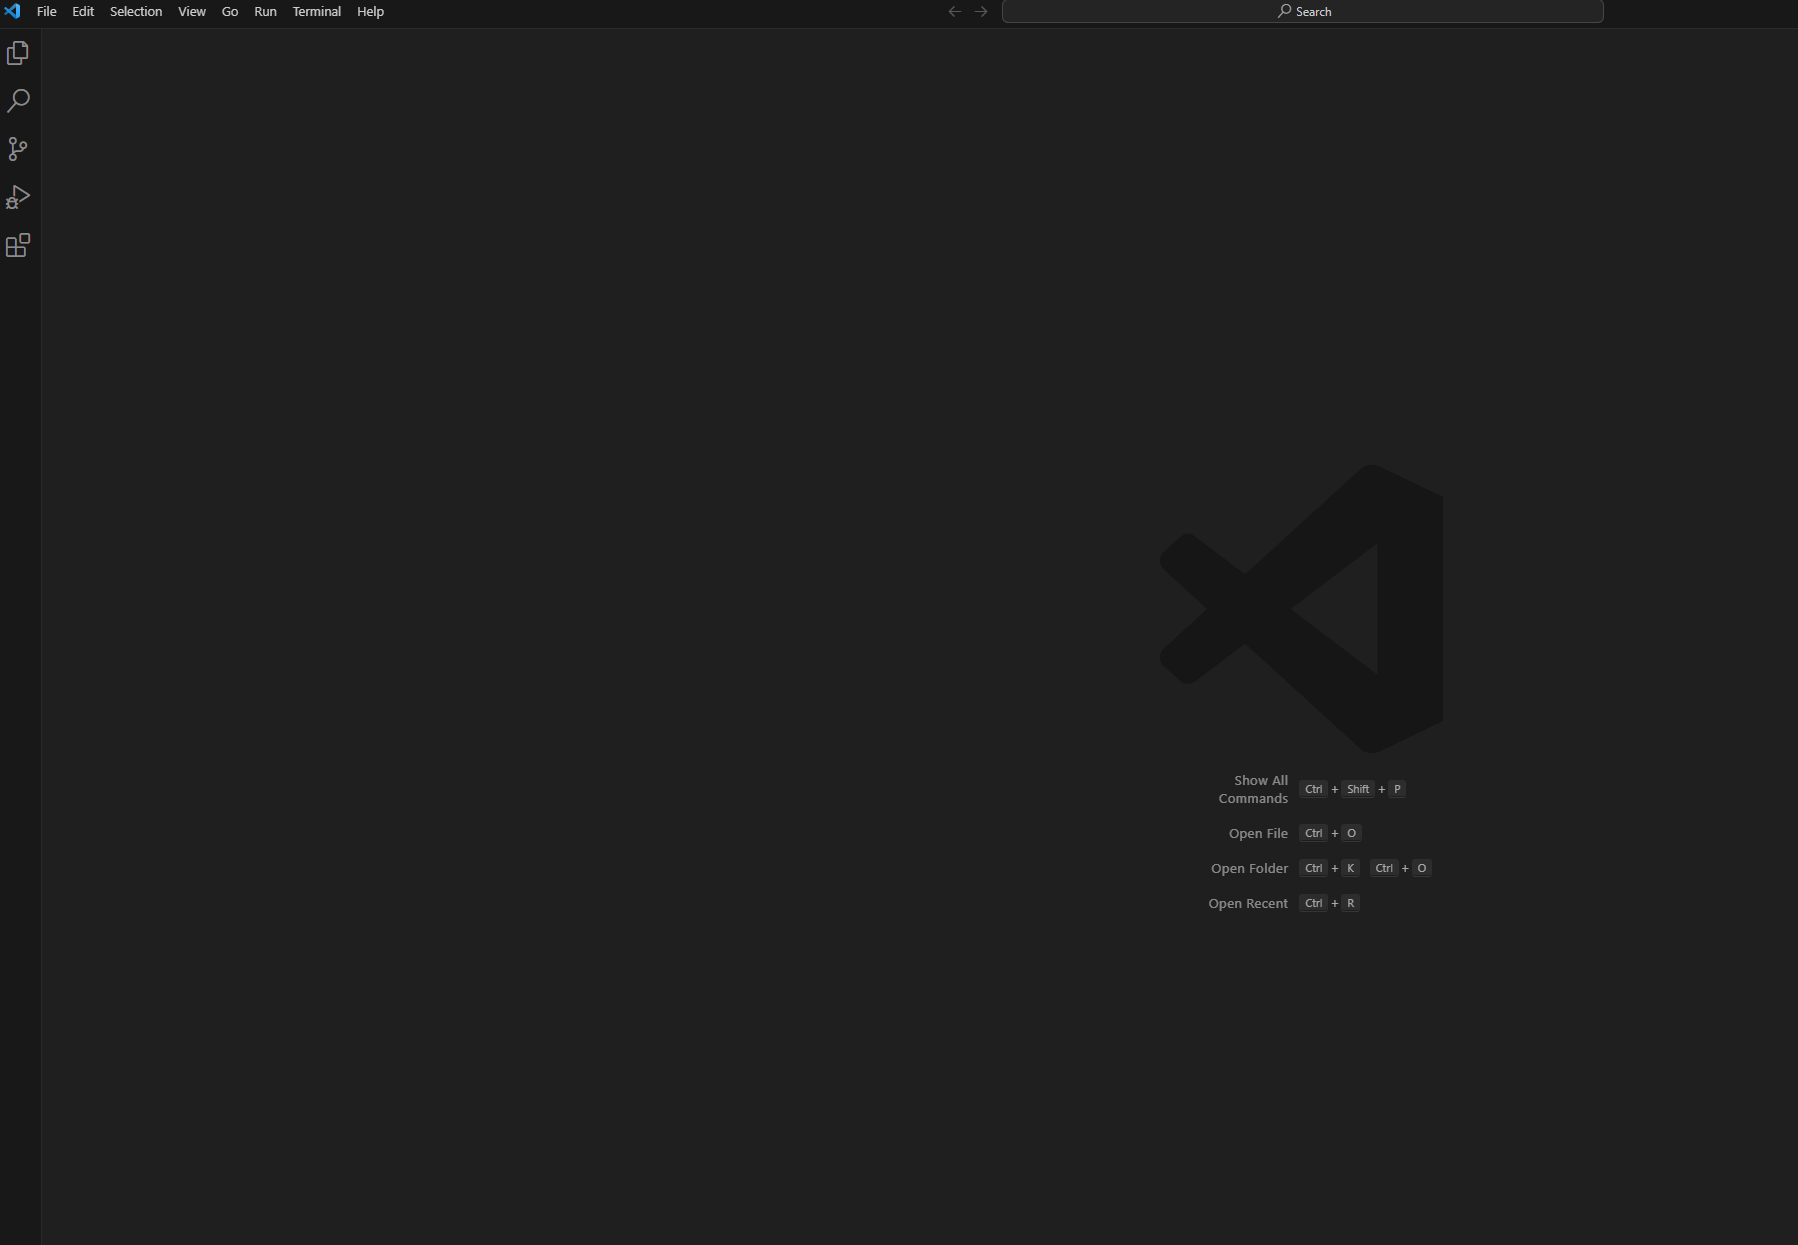 File Edit Selection View Go Run Terminal Help Search
Show All
Commands Ctrl + Shift + P
Open File Ctrl + O
Open Folder Ctrl + K Ctrl + O
Open Recent Ctrl + R